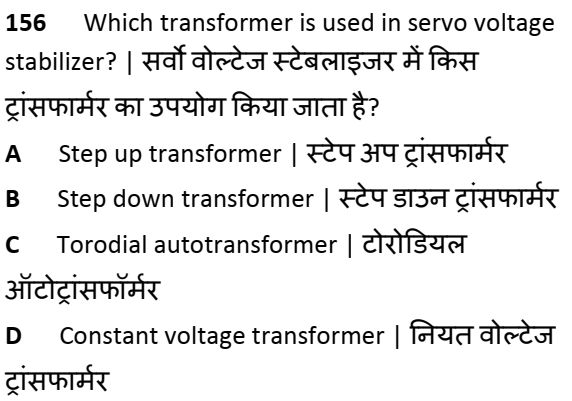 156 Which transformer is used in servo voltage
stabilizer? | सर्वो वोल्टेज स्टेबलाइजर में किस
ट्रांसफार्मर का उपयोग किया जाता है?
A Step up transformer | स्टेप अप ट्रांसफार्मर
B Step down transformer | स्टेप डाउन ट्रांसफार्मर
C Torodial autotransformer | टोरोडियल
ऑटोट्रांसफॉर्मर
D Constant voltage transformer | नियत वोल्टेज
ट्रांसफार्मर